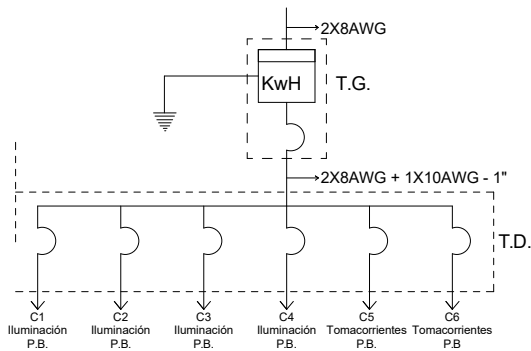 2X8AWG
KwH
T.G.
2X8AWG + 1X10AWG - 1"
T.D.
C1
Iluminación
P.B.
C2
Iluminación
P.B.
C3
Iluminación
P.B.
C4
Iluminación
P.B.
C5
Tomacorrientes
P.B.
C6
Tomacorrientes
P.B